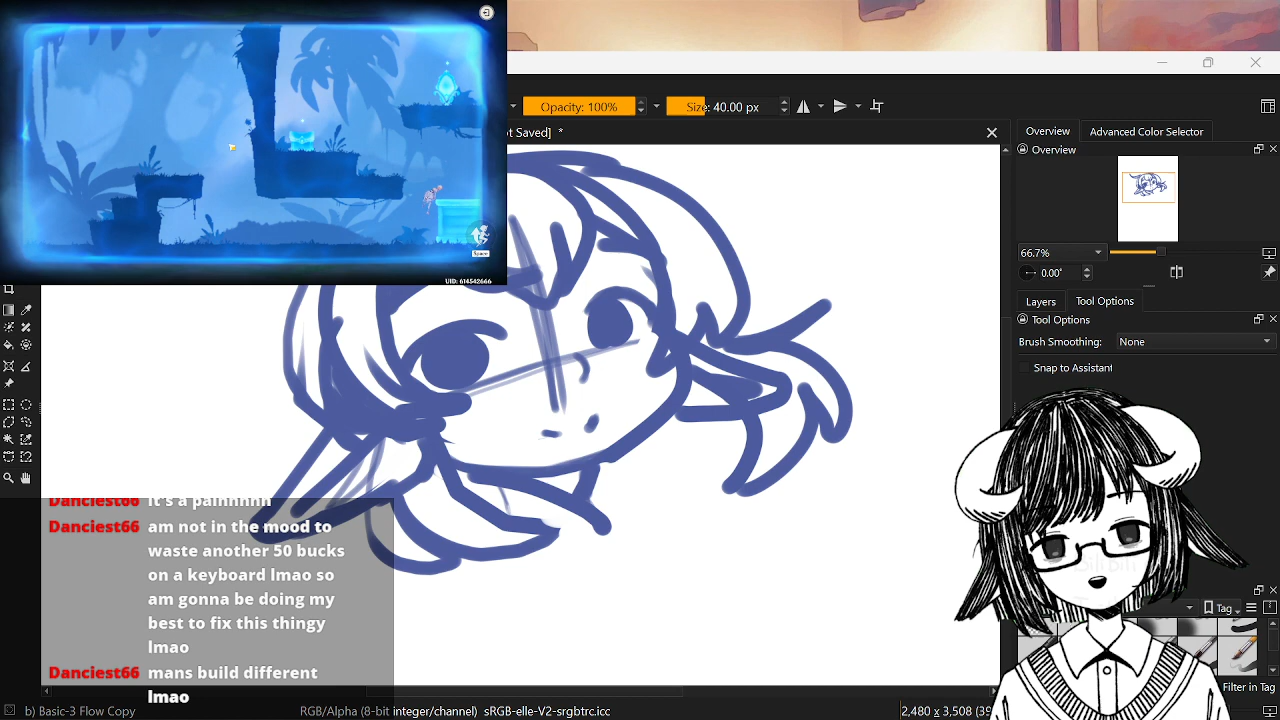 Space
UID: 614542666
Opacity: 100%
Size: 40.00 px
ot Saved] *
Overview
Advanced Color Selector
Overview
66.7%
0.00°
Layers
Tool Options
Tool Options
Brush Smoothing:
None
Snap to Assistant
Danciest66 it's a painnnnn
Danciest66 am not in the mood to
waste another 50 bucks
on a keyboard lmao so
am gonna be doing my
best to fix this thingy
lmao
Danciest66 mans build different
lmao
Tag
Filter in Tag
b) Basic-3 Flow Copy
RGB/Alpha (8-bit integer/channel) sRGB-elle-V2-srgbtrc.icc
2,480 x 3,508 (39